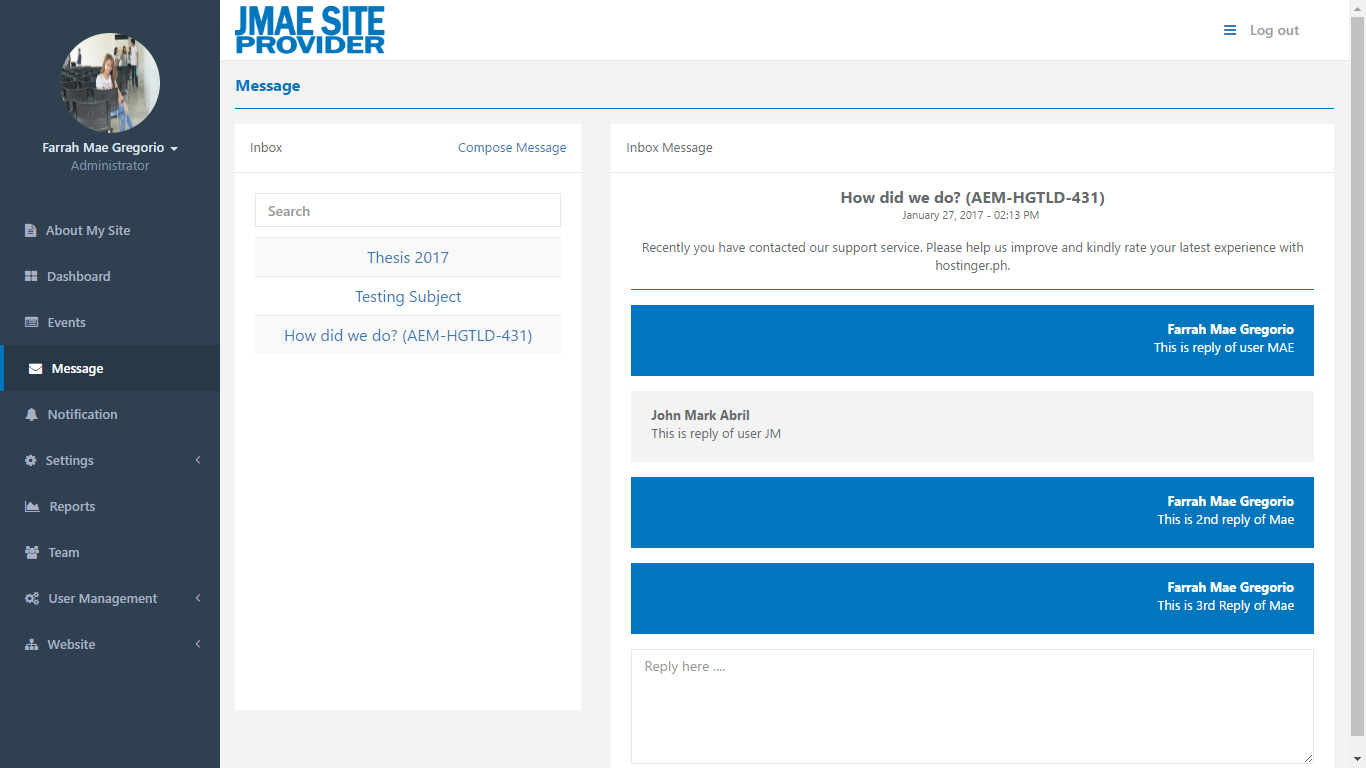 JMAE SITE
PROVIDER
Log out
Farrah Mae Gregorio
Administrator
About My Site
Dashboard
Events
Message
Notification
Settings
Reports
Team
User Management
Website
Message
Inbox
Compose Message
Search
Thesis 2017
Testing Subject
How did we do? (AEM-HGTLD-431)
Inbox Message
How did we do? (AEM-HGTLD-431)
January 27, 2017 - 02:13 PM
Recently you have contacted our support service. Please help us improve and kindly rate your latest experience with
hostinger.ph.
Farrah Mae Gregorio
This is reply of user MAE
John Mark Abril
This is reply of user JM
Farrah Mae Gregorio
This is 2nd reply of Mae
Farrah Mae Gregorio
This is 3rd Reply of Mae
Reply here ....